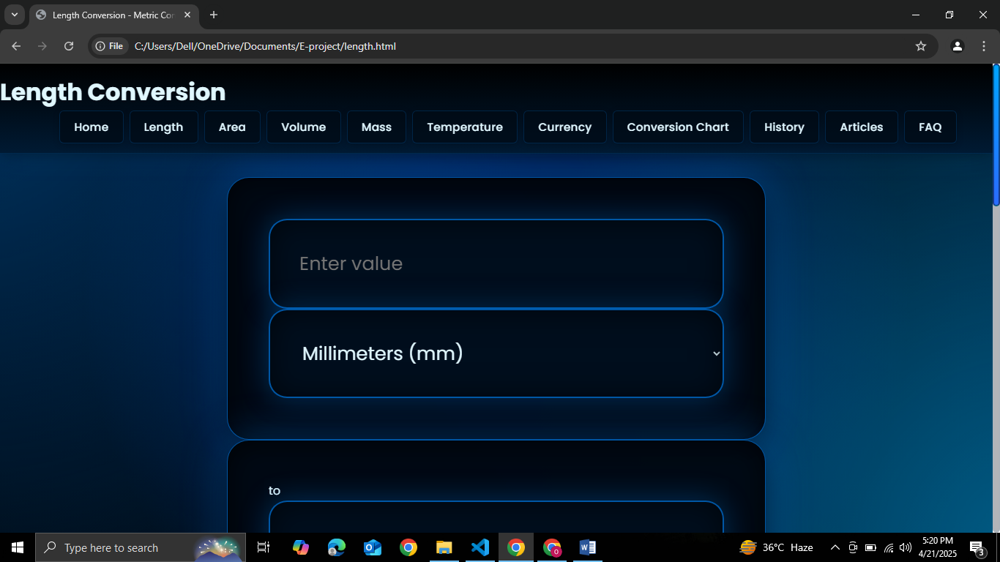 Length Conversion - Metric Con
File
C:/Users/Dell/OneDrive/Documents/E-project/length.html
Length Conversion
Home Length Area Volume Mass Temperature Currency Conversion Chart History Articles FAQ
Enter value
Millimeters (mm)
to
Type here to search
36°C Haze
5:20 PM
4/21/2025
3